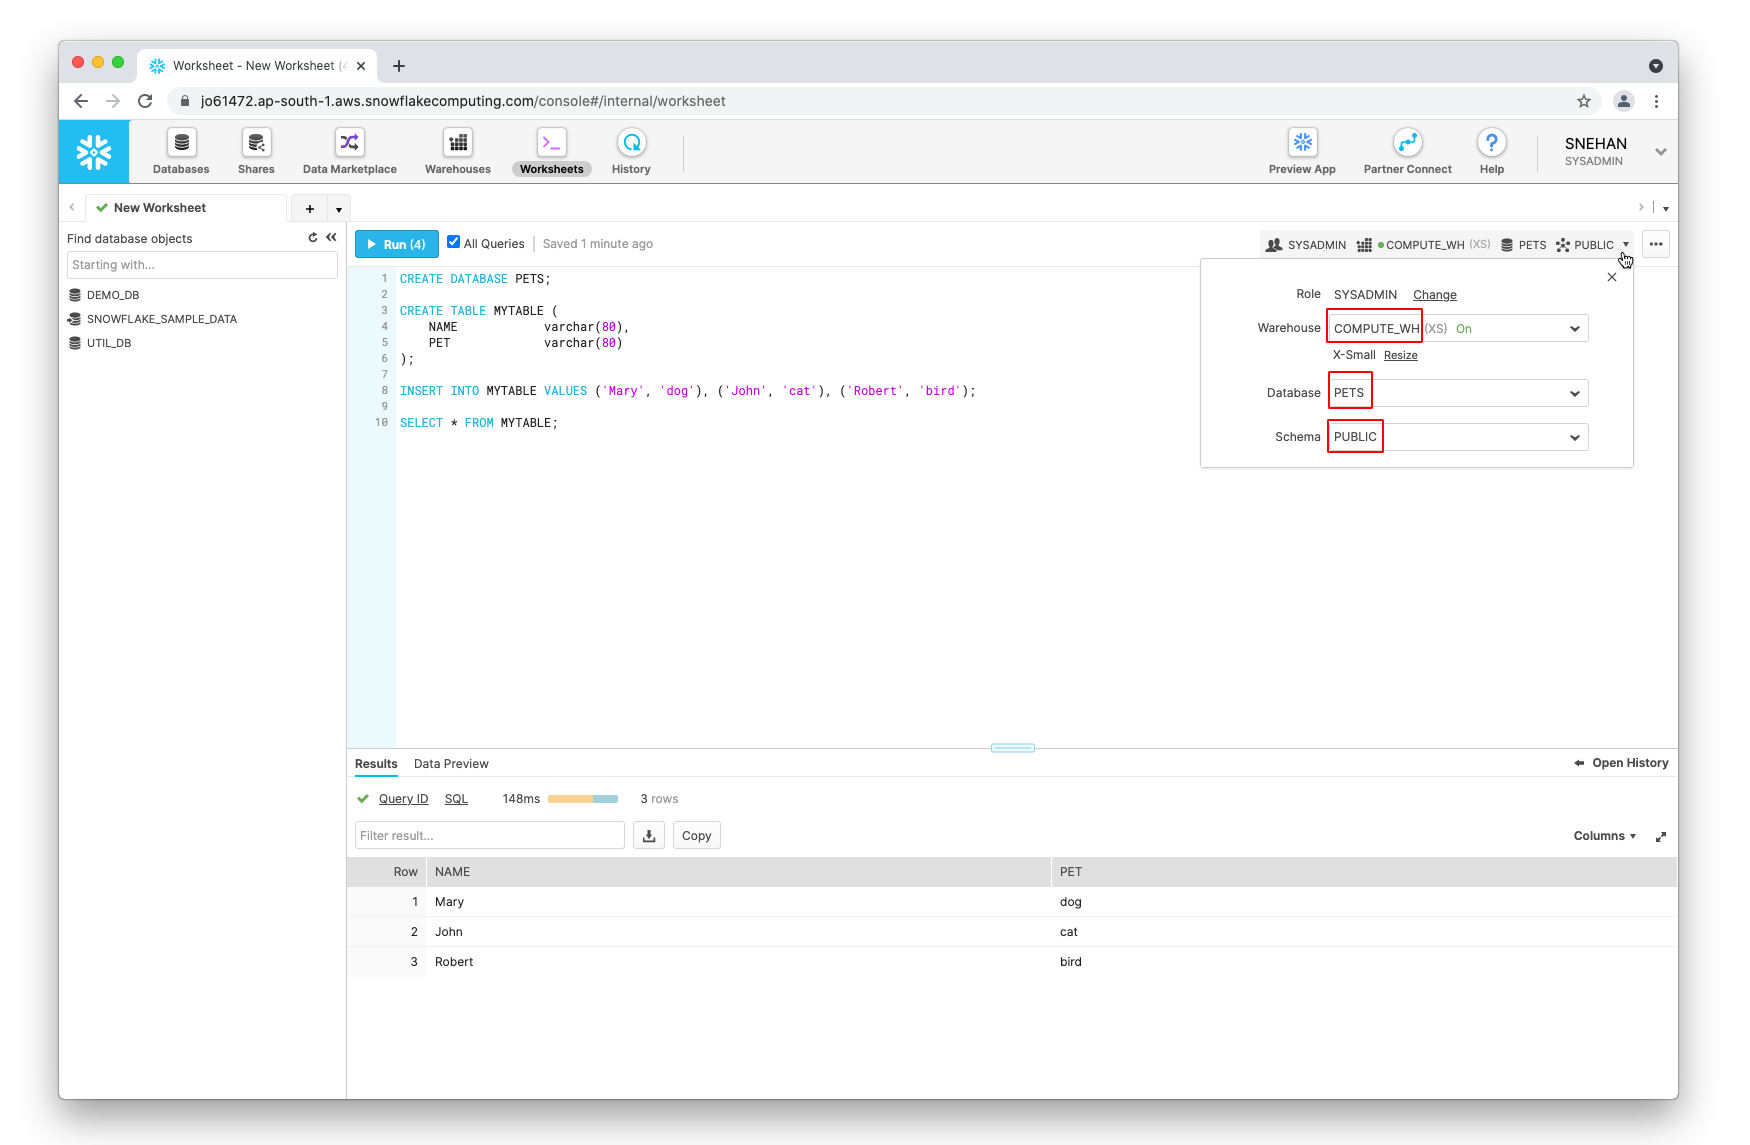 Worksheet - New Worksheet (4
jo61472.ap-south-1.aws.snowflakecomputing.com/console#/internal/worksheet
Databases Shares Data Marketplace Warehouses Worksheets History Preview App Partner Connect Help SNEHAN
SYSADMIN
New Worksheet
Find database objects
Starting with...
DEMO_DB
SNOWFLAKE_SAMPLE_DATA
UTIL_DB
Run (4) All Queries Saved 1 minute ago SYSADMIN COMPUTE_WH (XS) PETS PUBLIC
1 CREATE DATABASE PETS;
2
3 CREATE TABLE MYTABLE (
4 NAME varchar(80),
5 PET varchar(80)
6 );
7
8 INSERT INTO MYTABLE VALUES ('Mary', 'dog'), ('John', 'cat'), ('Robert', 'bird');
9
10 SELECT * FROM MYTABLE;
Role SYSADMIN Change
Warehouse COMPUTE_WH (XS) On
X-Small Resize
Database PETS
Schema PUBLIC
Results Data Preview Open History
Query ID SQL 148ms 3 rows
Filter result... Copy Columns
Row NAME PET
1 Mary dog
2 John cat
3 Robert bird